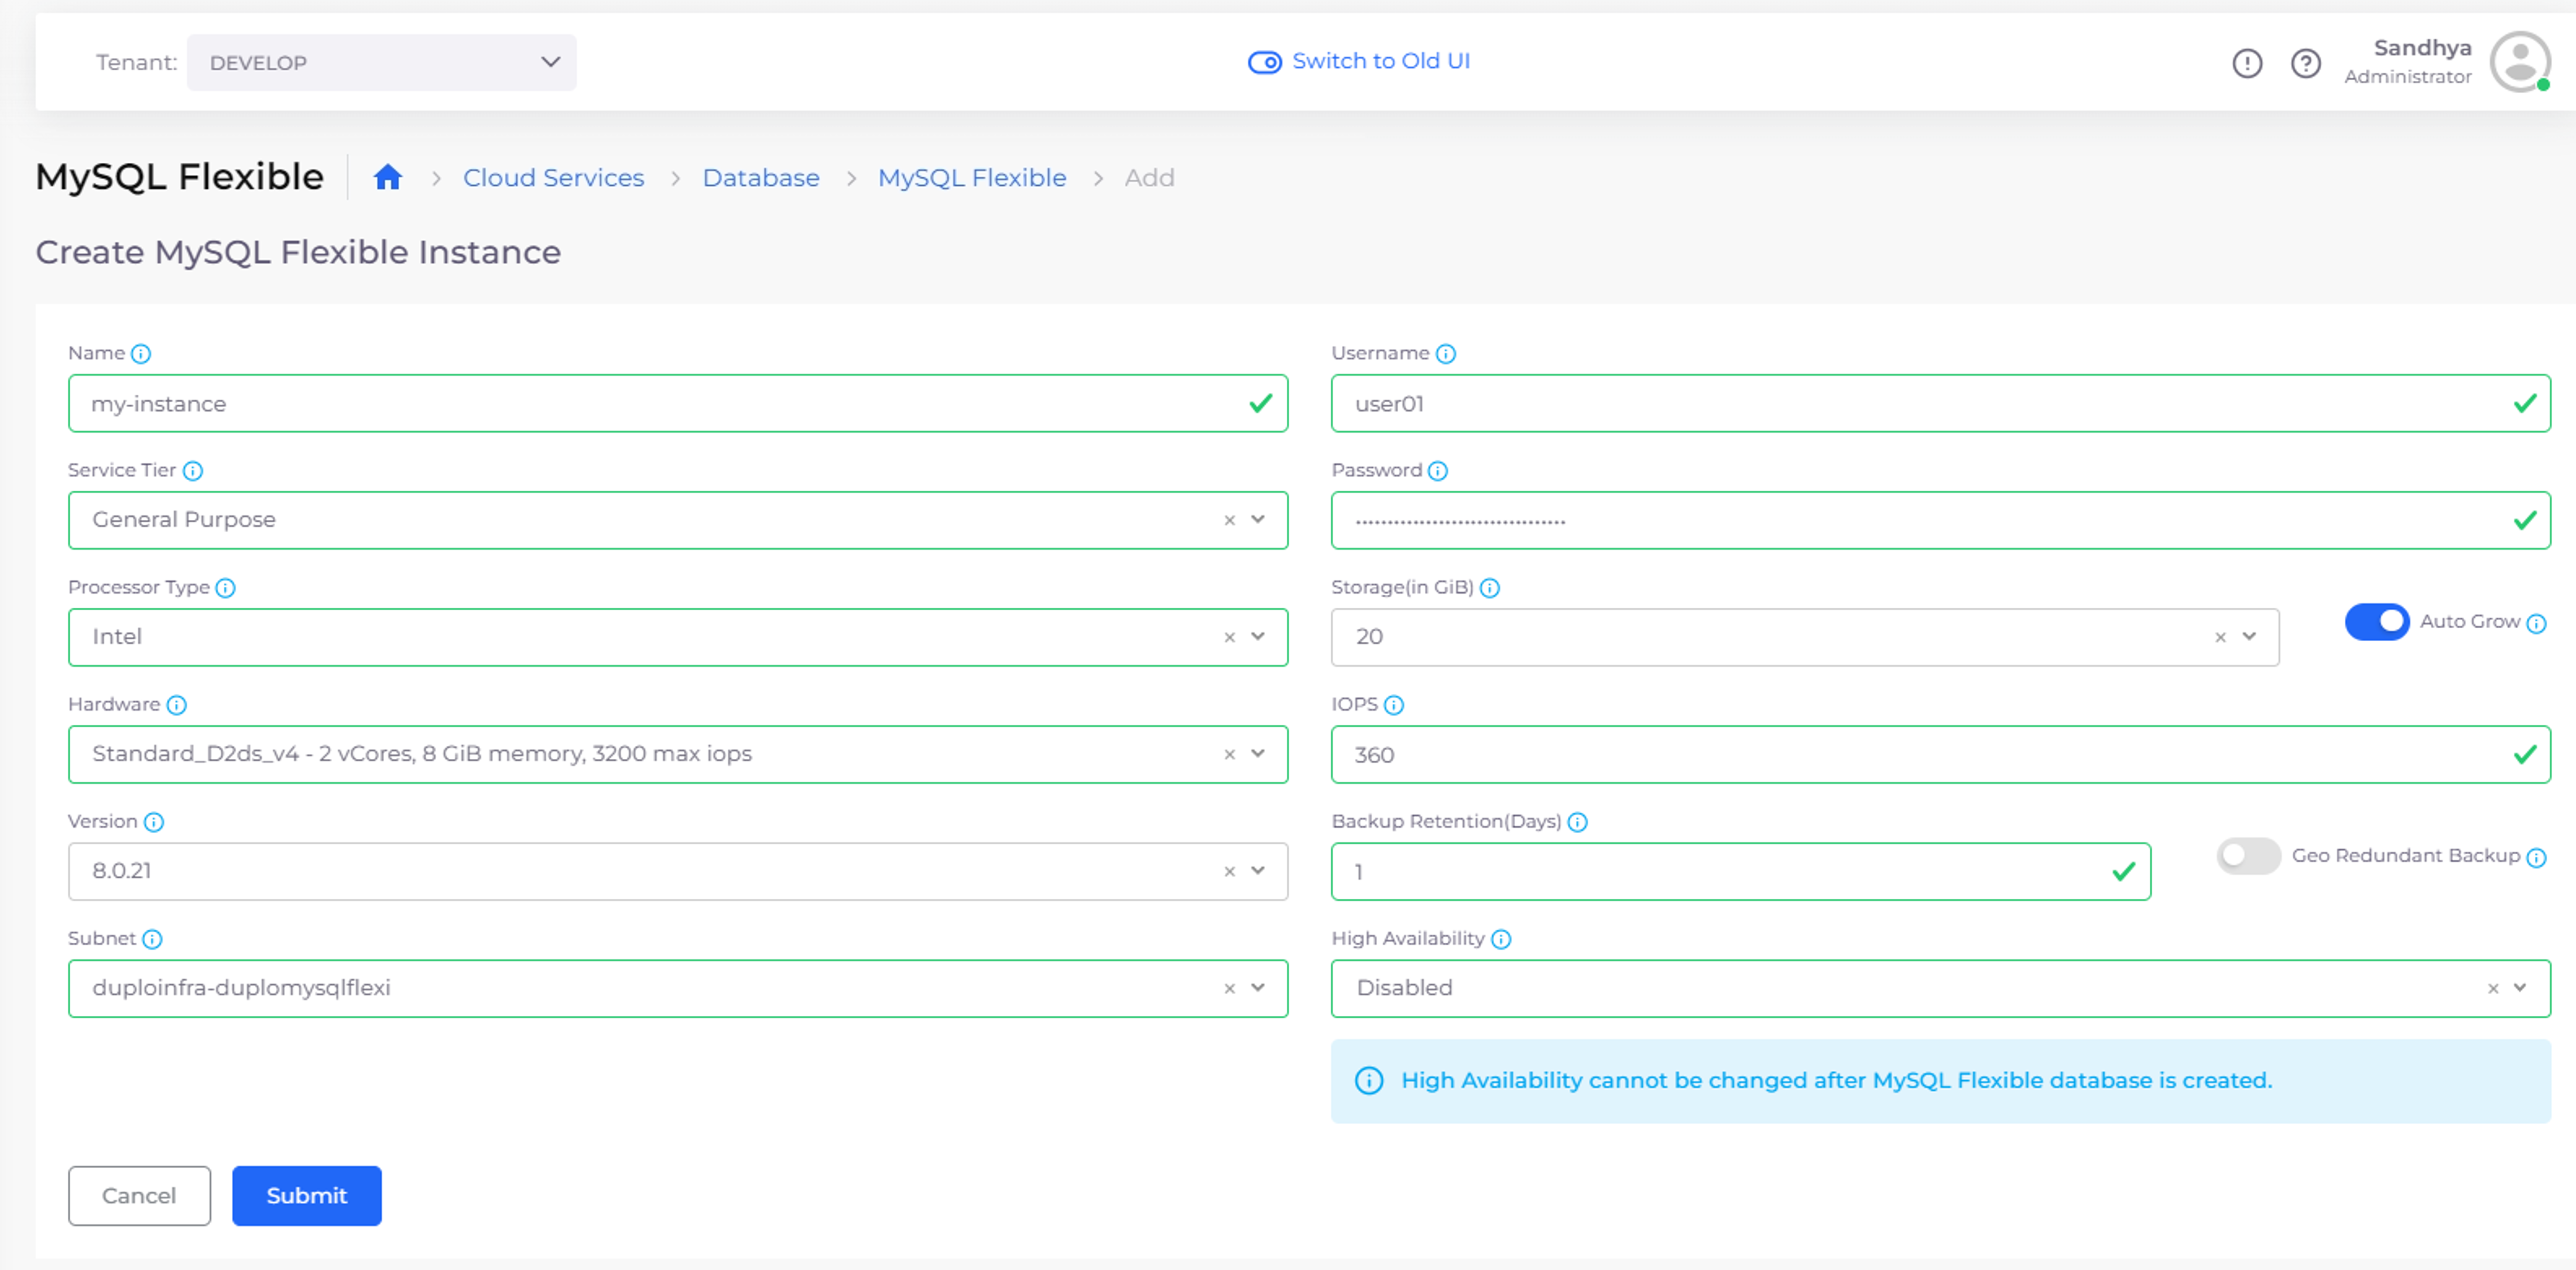 Tenant: DEVELOP
Switch to Old UI
Sandhya
Administrator
MySQL Flexible
Cloud Services > Database > MySQL Flexible > Add
Create MySQL Flexible Instance
Name
my-instance
Username
user01
Service Tier
General Purpose
Password
Processor Type
Intel
Storage(in GiB)
20
Auto Grow
Hardware
Standard_D2ds_v4 - 2 vCores, 8 GiB memory, 3200 max iops
IOPS
360
Version
8.0.21
Backup Retention(Days)
1
Geo Redundant Backup
Subnet
duploinfra-duplomysqlflexi
High Availability
Disabled
High Availability cannot be changed after MySQL Flexible database is created.
Cancel
Submit